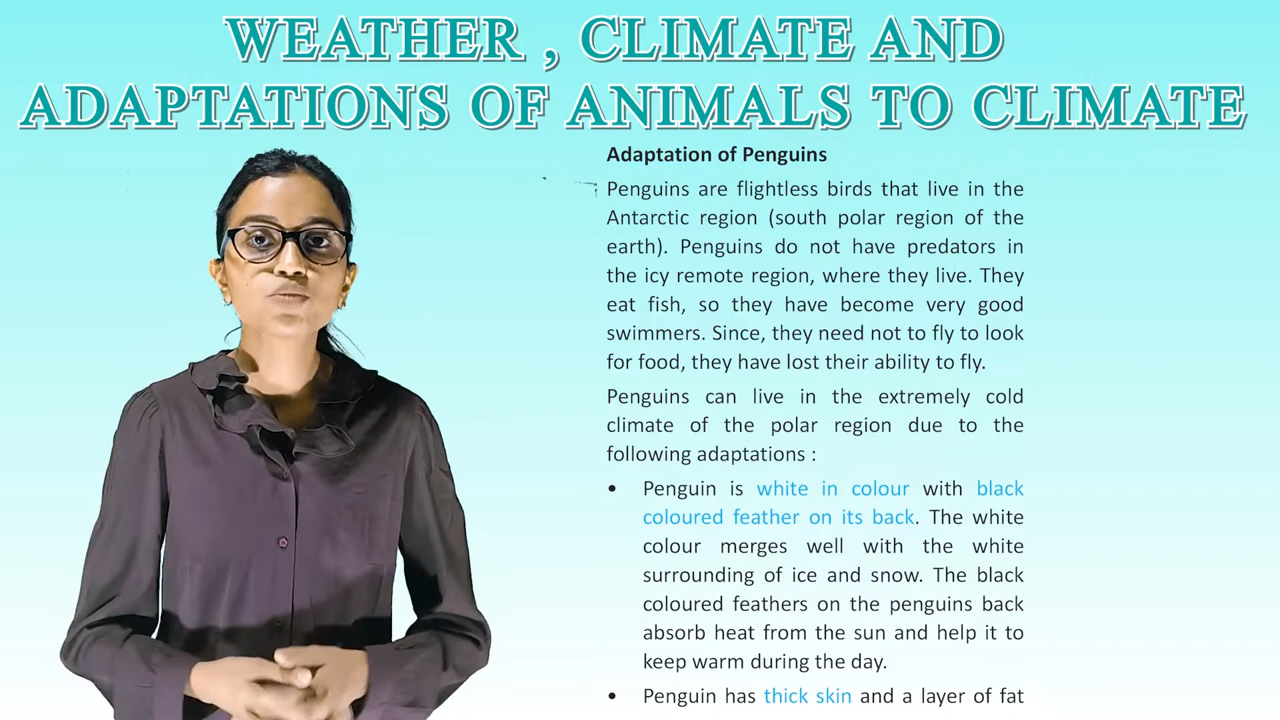 WEATHER , CLIMATE AND
ADAPTATIONS OF ANIMALS TO CLIMATE
Adaptation of Penguins
Penguins are flightless birds that live in the
Antarctic region (south polar region of the
earth). Penguins do not have predators in
the icy remote region, where they live. They
eat fish, so they have become very good
swimmers. Since, they need not to fly to look
for food, they have lost their ability to fly.
Penguins can live in the extremely cold
climate of the polar region due to the
following adaptations :
• Penguin is white in colour with black
coloured feather on its back. The white
colour merges well with the white
surrounding of ice and snow. The black
coloured feathers on the penguins back
absorb heat from the sun and help it to
keep warm during the day.
• Penguin has thick skin and a layer of fat